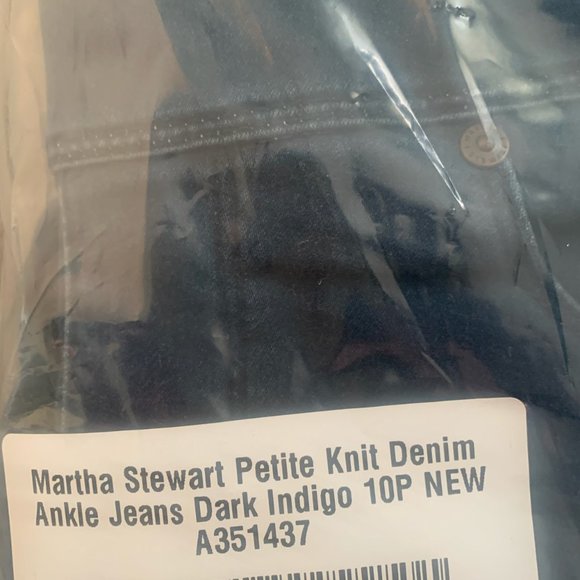 Martha Stewart Petite Knit Denim
Ankle Jeans Dark Indigo 10P NEW
A351437